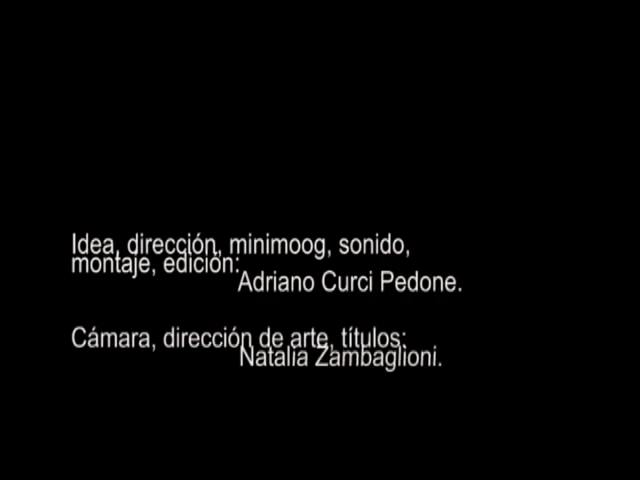 Idea, dirección, minimoog, sonido,
montaje, edición:
Adriano Curci Pedone.
Cámara, dirección de arte, títulos:
Natalia Zambaglioni.